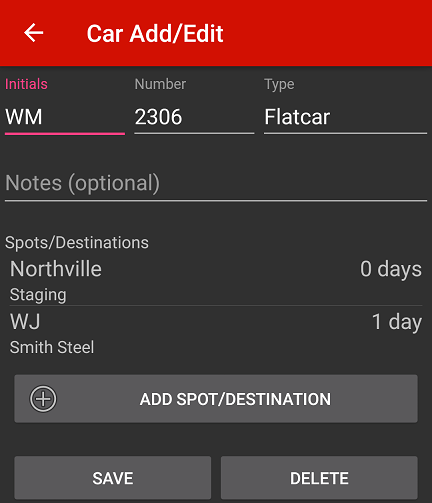 Car Add/Edit
Initials Number Type
WM 2306 Flatcar
Notes (optional)
Spots/Destinations
Northville 0 days
Staging
WJ 1 day
Smith Steel
ADD SPOT/DESTINATION
SAVE DELETE